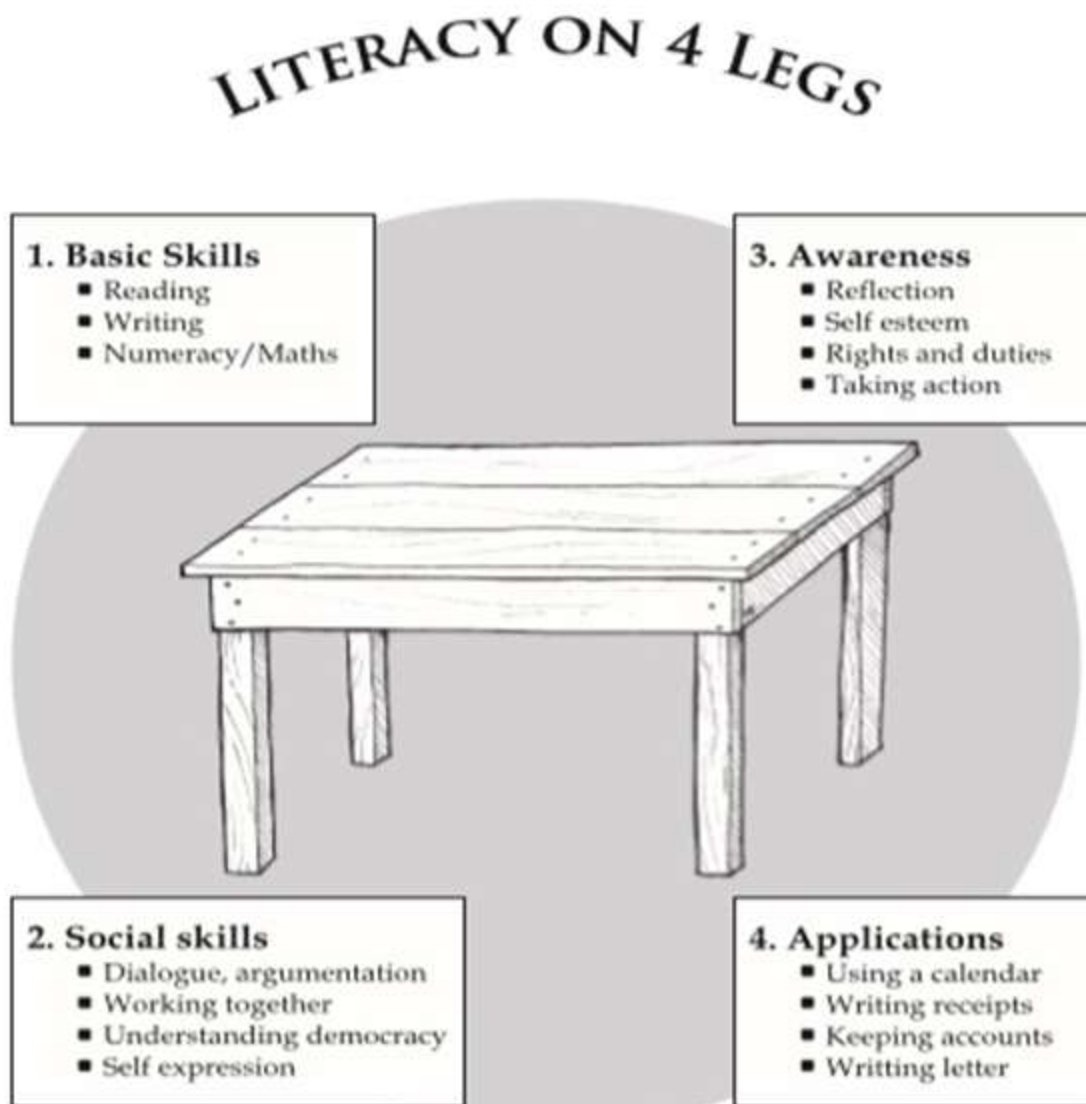 LITERACY ON 4 LEGS
1. Basic Skills
▪ Reading
▪ Writing
▪ Numeracy/Maths
2. Social skills
▪ Dialogue, argumentation
▪ Working together
▪ Understanding democracy
▪ Self expression
3. Awareness
▪ Reflection
▪ Self esteem
▪ Rights and duties
▪ Taking action
4. Applications
▪ Using a calendar
▪ Writing receipts
▪ Keeping accounts
▪ Writting letter